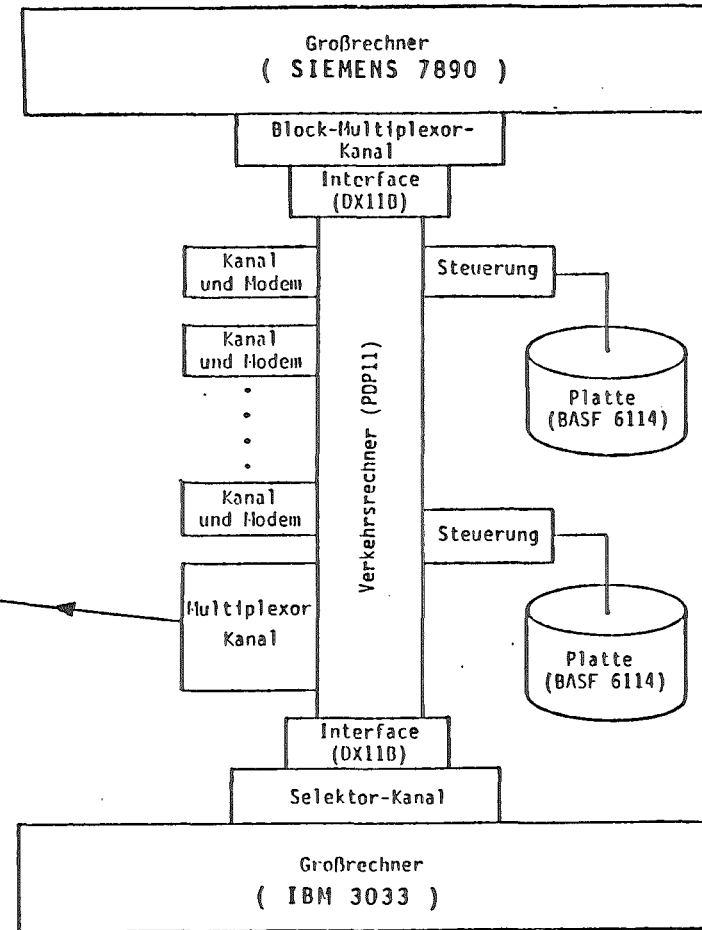 Großrechner
( SIEMENS 7890 )
Block-Multiplexor-
Kanal
Interface
(DX11B)
Kanal
und Modem
Steuerung
Kanal
und Modem
Platte
(BASF 6114)
Verkehrsrechner (PDP11)
Kanal
und Modem
Steuerung
Multiplexor
Kanal
Platte
(BASF 6114)
Interface
(DX11B)
Selektor-Kanal
Großrechner
( IBM 3033 )